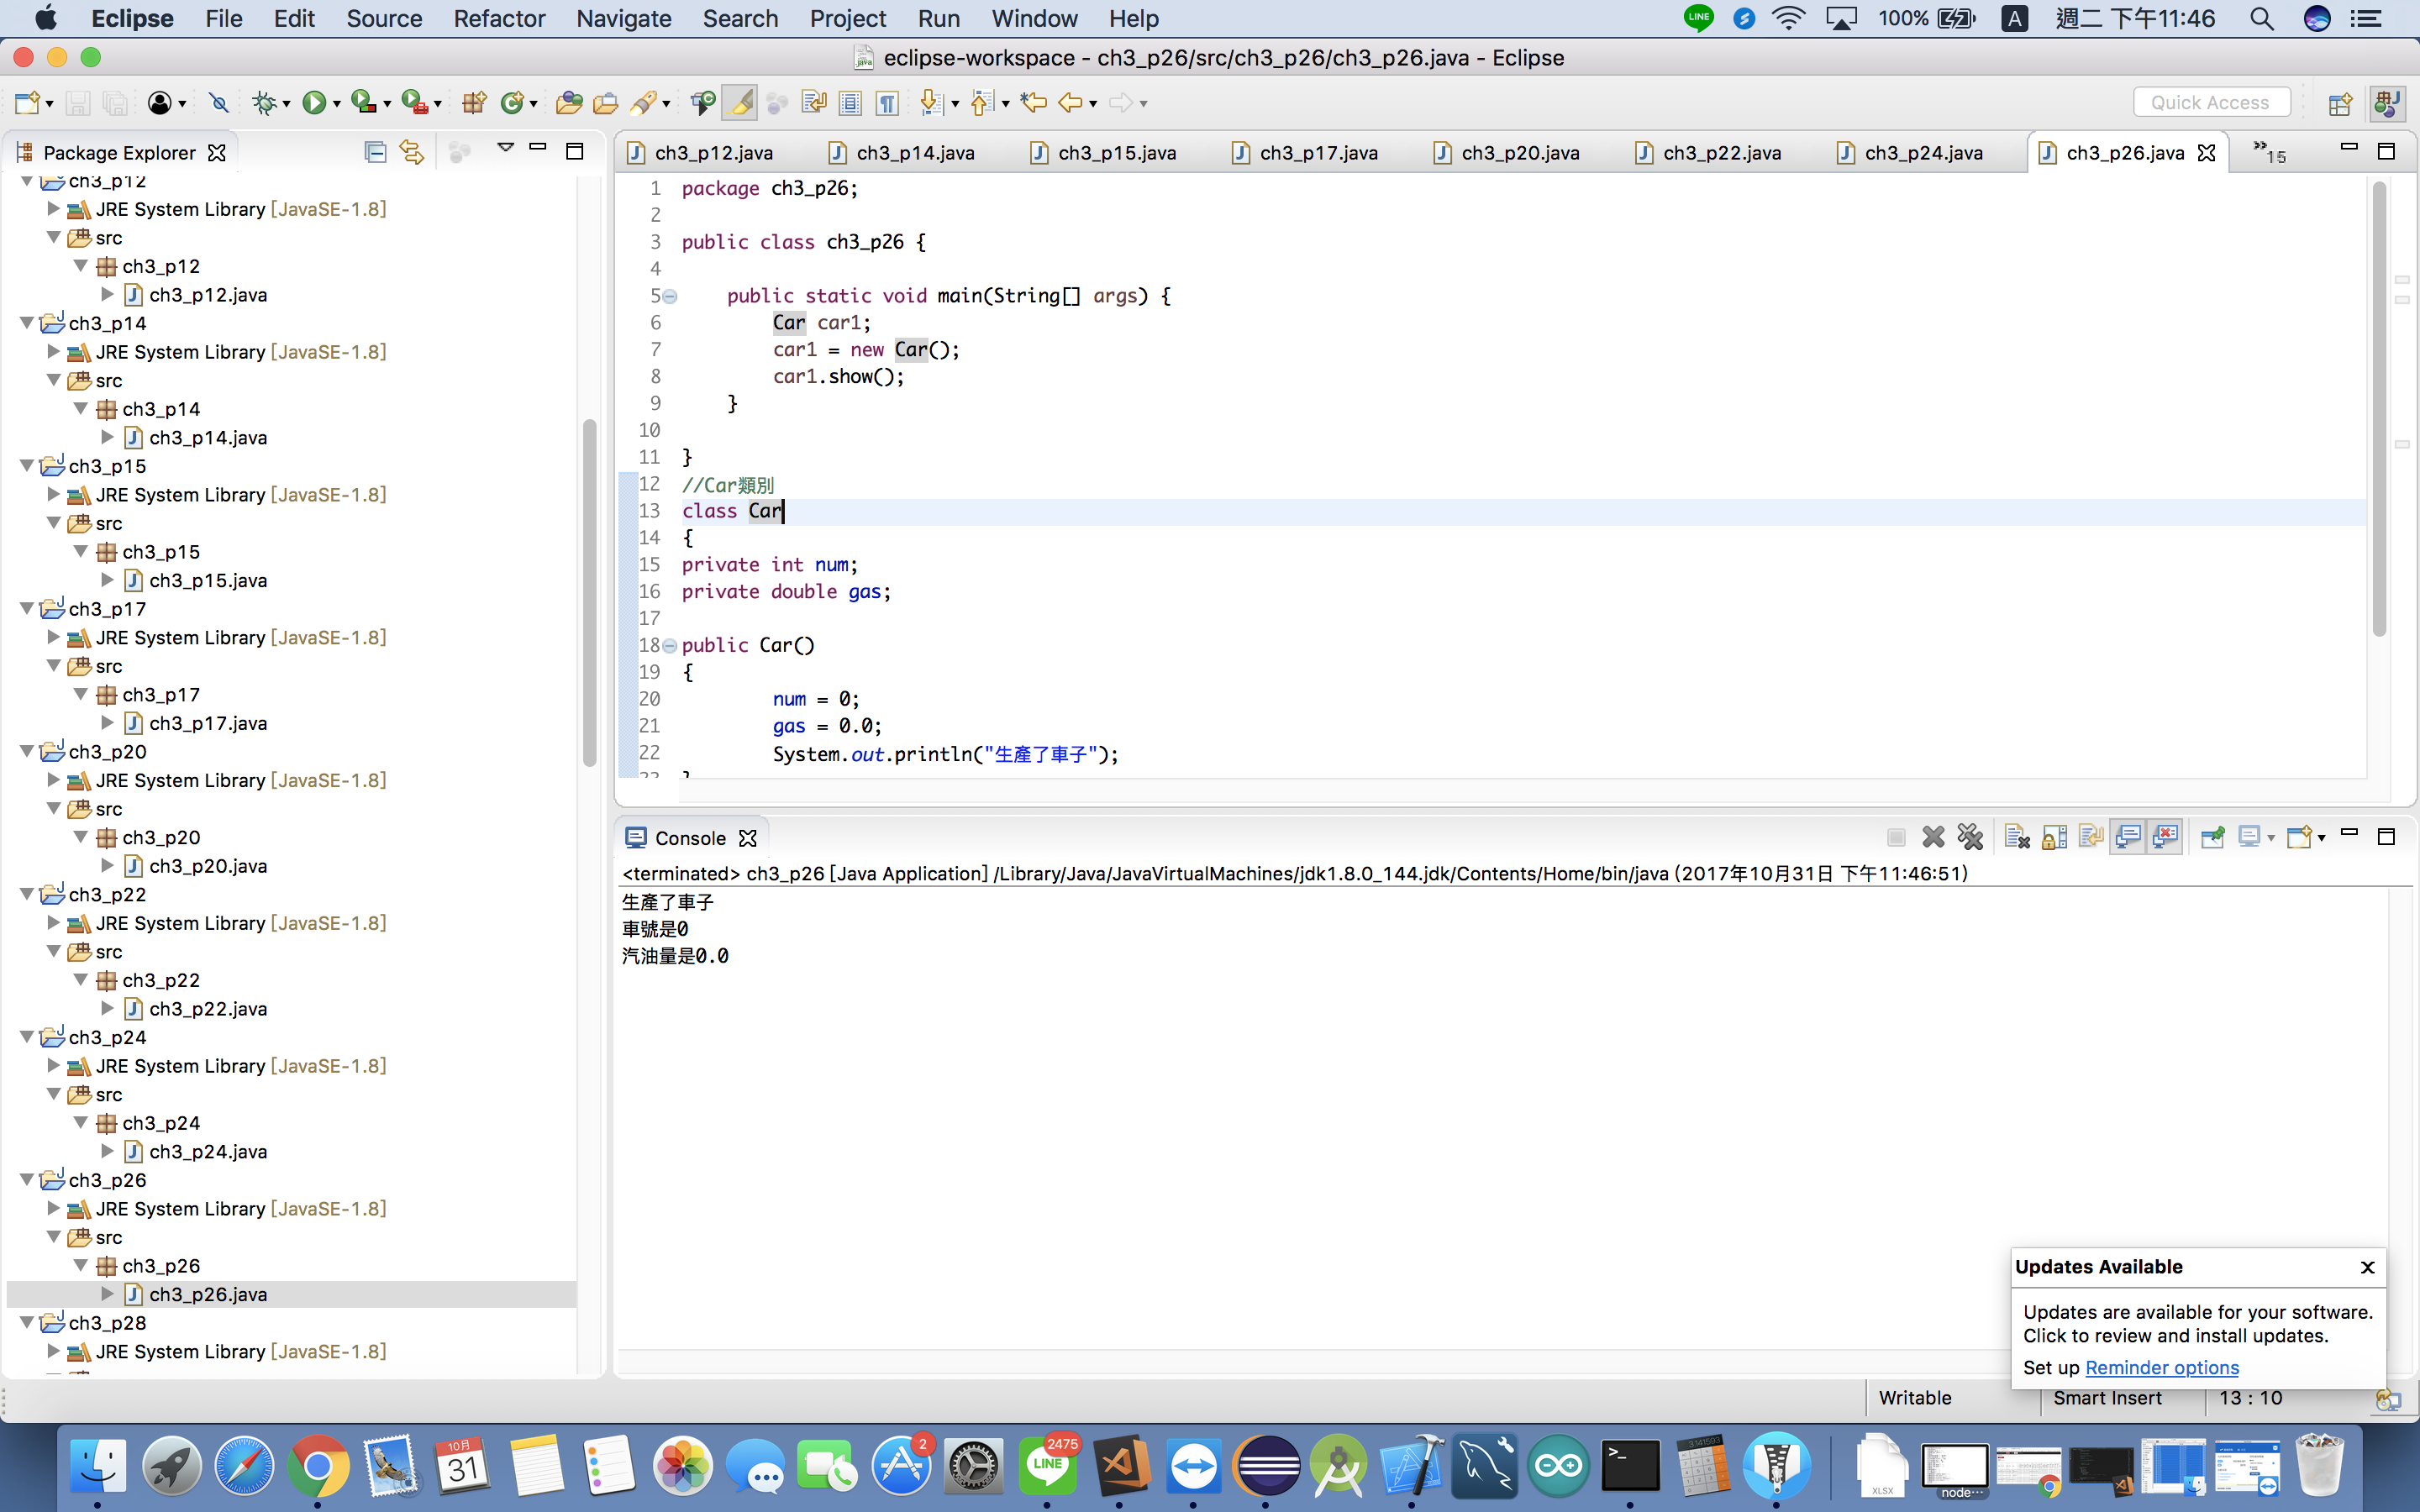 Eclipse File Edit Source Refactor Navigate Search Project Run Window Help LINE 100% A 週二 下午11:46
eclipse-workspace - ch3_p26/src/ch3_p26/ch3_p26.java - Eclipse
Quick Access
Package Explorer
ch3_p12
JRE System Library [JavaSE-1.8]
src
ch3_p12
ch3_p12.java
ch3_p14
JRE System Library [JavaSE-1.8]
src
ch3_p14
ch3_p14.java
ch3_p15
JRE System Library [JavaSE-1.8]
src
ch3_p15
ch3_p15.java
ch3_p17
JRE System Library [JavaSE-1.8]
src
ch3_p17
ch3_p17.java
ch3_p20
JRE System Library [JavaSE-1.8]
src
ch3_p20
ch3_p20.java
ch3_p22
JRE System Library [JavaSE-1.8]
src
ch3_p22
ch3_p22.java
ch3_p24
JRE System Library [JavaSE-1.8]
src
ch3_p24
ch3_p24.java
ch3_p26
JRE System Library [JavaSE-1.8]
src
ch3_p26
ch3_p26.java
ch3_p28
JRE System Library [JavaSE-1.8]
ch3_p12.java ch3_p14.java ch3_p15.java ch3_p17.java ch3_p20.java ch3_p22.java ch3_p24.java ch3_p26.java »15
1 package ch3_p26;
2
3 public class ch3_p26 {
4
5 public static void main(String[] args) {
6 Car car1;
7 car1 = new Car();
8 car1.show();
9 }
10
11 }
12 //Car類別
13 class Car
14 {
15 private int num;
16 private double gas;
17
18 public Car()
19 {
20 num = 0;
21 gas = 0.0;
22 System.out.println("生產了車子");
Console
<terminated> ch3_p26 [Java Application] /Library/Java/JavaVirtualMachines/jdk1.8.0_144.jdk/Contents/Home/bin/java (2017年10月31日 下午11:46:51)
生產了車子
車號是0
汽油量是0.0
Updates Available
Updates are available for your software.
Click to review and install updates.
Set up Reminder options
Writable Smart Insert 13 : 10
10月
31
2
2475
LINE
XLSX
node…